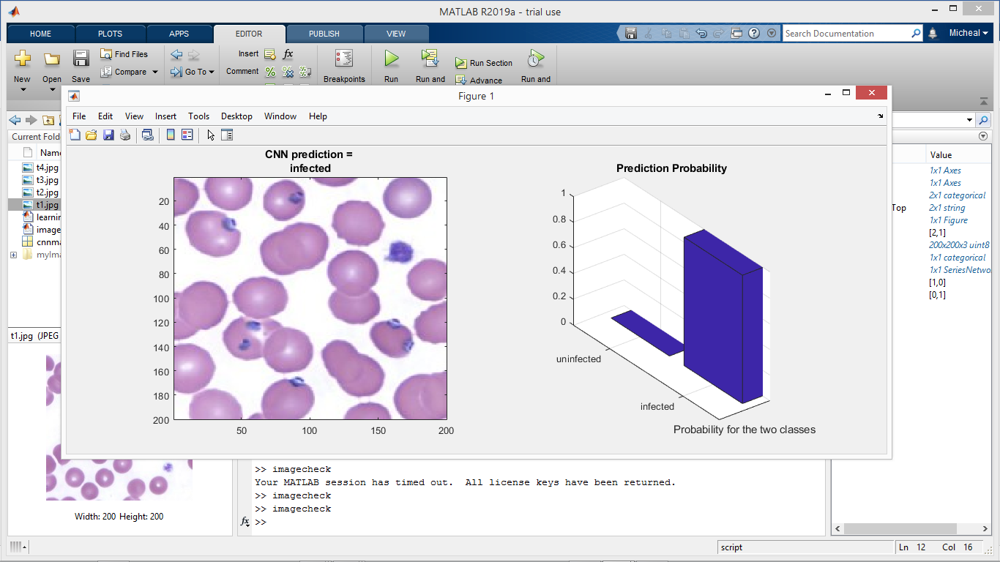 MATLAB R2019a - trial use
HOME PLOTS APPS EDITOR PUBLISH VIEW
Search Documentation
Micheal
New Open Save
Find Files
Compare
Go To
Insert fx
Comment
Breakpoints
Run
Run and
Run Section
Advance
Run and
Figure 1
File Edit View Insert Tools Desktop Window Help
Current Fold
Name
t4.jpg
t3.jpg
t2.jpg
t1.jpg
learnin
image
cnnma
myIma
t1.jpg (JPEG
Width: 200 Height: 200
CNN prediction =
infected
20
40
60
80
100
120
140
160
180
200
50 100 150 200
Prediction Probability
1
0.8
0.6
0.4
0.2
0
uninfected
infected
Probability for the two classes
Value
1x1 Axes
1x1 Axes
2x1 categorical
Top 2x1 string
1x1 Figure
[2,1]
200x200x3 uint8
1x1 categorical
1x1 SeriesNetwo
[1,0]
[0,1]
>> imagecheck
Your MATLAB session has timed out.  All license keys have been returned.
>> imagecheck
>> imagecheck
fx >>
script
Ln 12 Col 16